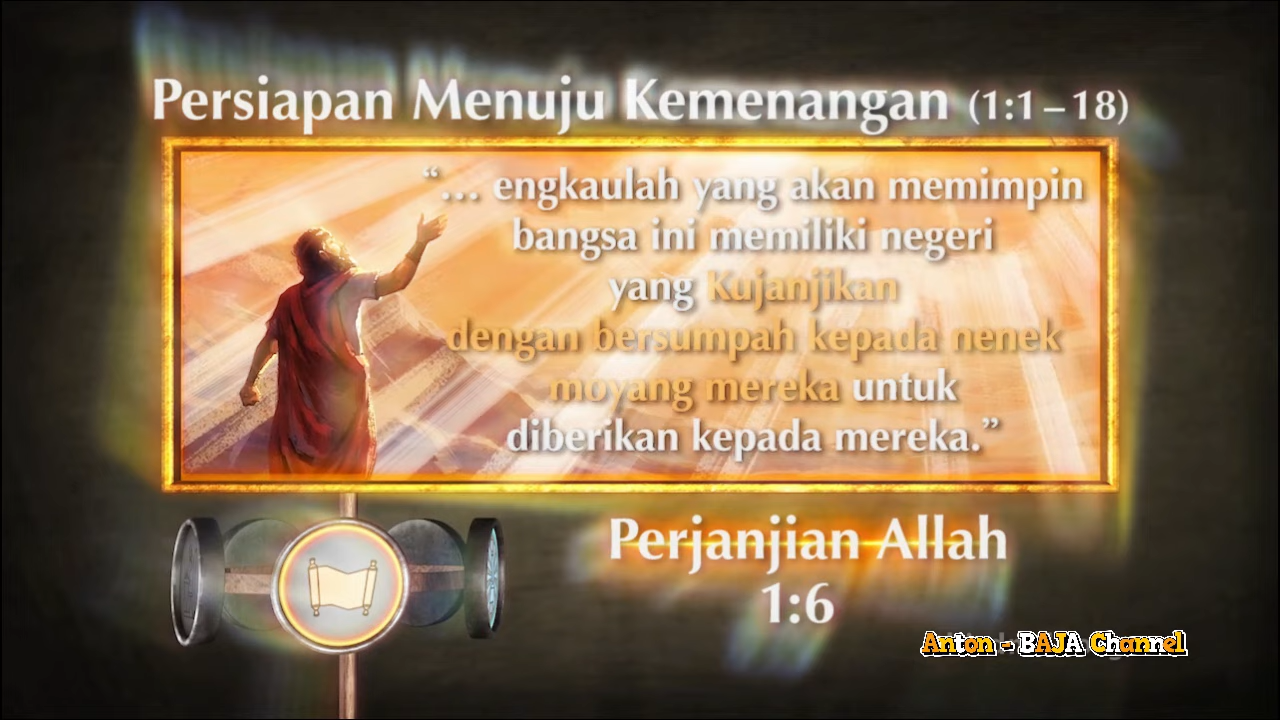 Persiapan Menuju Kemenangan (1:1–18)
“… engkaulah yang akan memimpin
bangsa ini memiliki negeri
yang Kujanjikan
dengan bersumpah kepada nenek
moyang mereka untuk
diberikan kepada mereka.”
Perjanjian Allah
1:6
Anton - BAJA Channel